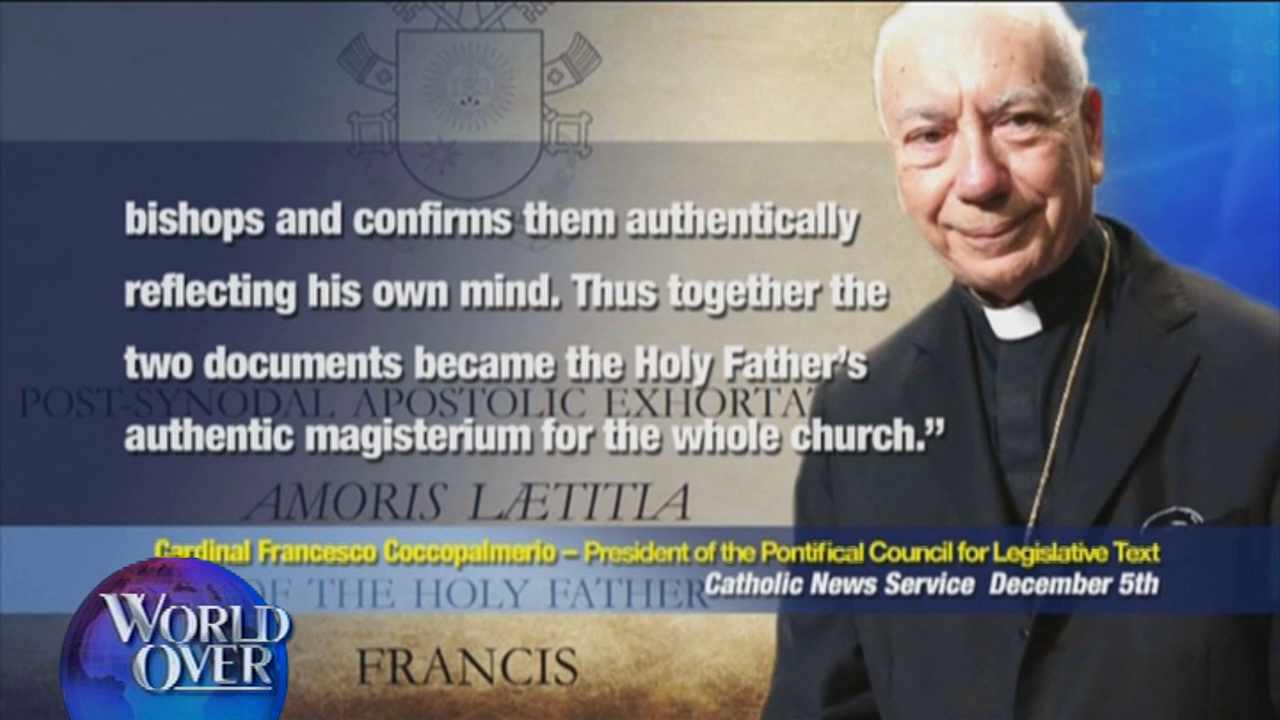 bishops and confirms them authentically
reflecting his own mind. Thus together the
two documents became the Holy Father's
POST-SYNODAL APOSTOLIC EXHORTAT
authentic magisterium for the whole church.”
AMORIS LÆTITIA
Cardinal Francesco Coccopalmerio – President of the Pontifical Council for Legislative Text
OF THE HOLY FATHER
Catholic News Service December 5th
WORLD
OVER
FRANCIS